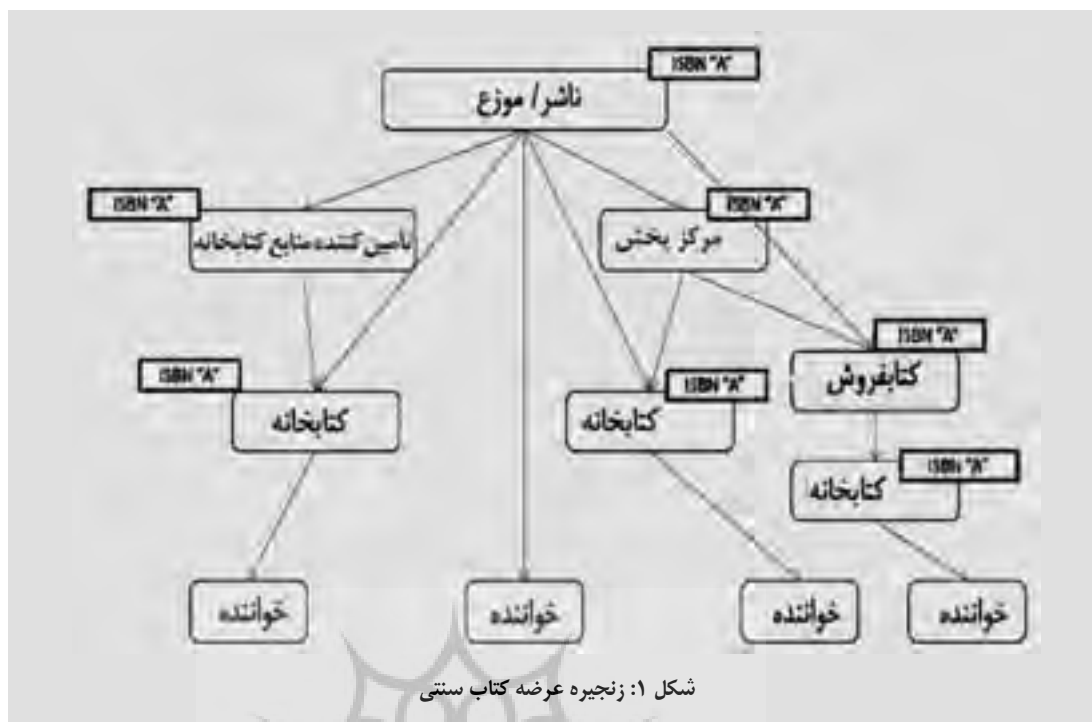 ISBN "A"
ناشر / موزع
ISBN "A"
ISBN "A"
تأمین کننده منابع کتابخانه
مرکز پخش
ISBN "A"
کتابفروش
ISBN "A"
ISBN "A"
کتابخانه
کتابخانه
ISBN "A"
کتابخانه
خواننده
خواننده
خواننده
خواننده
شکل ۱: زنجیره عرضه کتاب سنتی